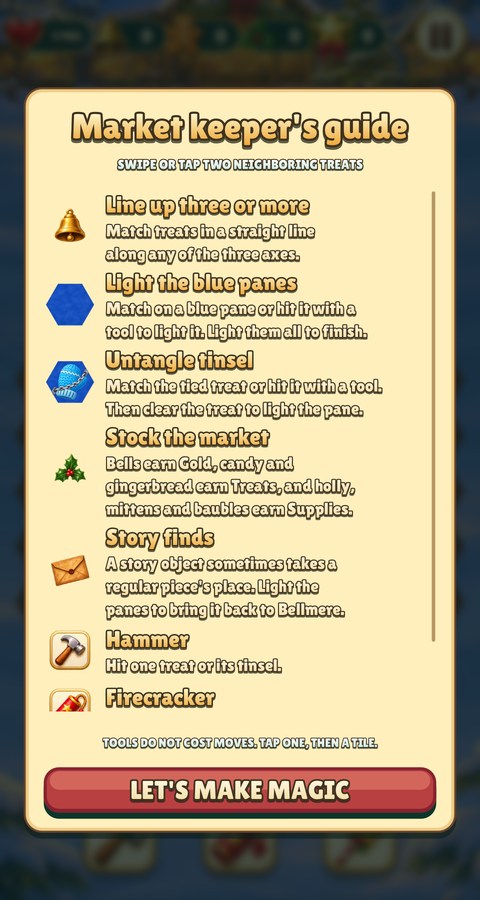 Market keeper's guide
SWIPE OR TAP TWO NEIGHBORING TREATS
Line up three or more
Match treats in a straight line
along any of the three axes.
Light the blue panes
Match on a blue pane or hit it with a
tool to light it. Light them all to finish.
Untangle tinsel
Match the tied treat or hit it with a tool.
Then clear the treat to light the pane.
Stock the market
Bells earn Gold, candy and
gingerbread earn Treats, and holly,
mittens and baubles earn Supplies.
Story finds
A story object sometimes takes a
regular piece's place. Light the
panes to bring it back to Bellmere.
Hammer
Hit one treat or its tinsel.
Firecracker
TOOLS DO NOT COST MOVES. TAP ONE, THEN A TILE.
LET'S MAKE MAGIC